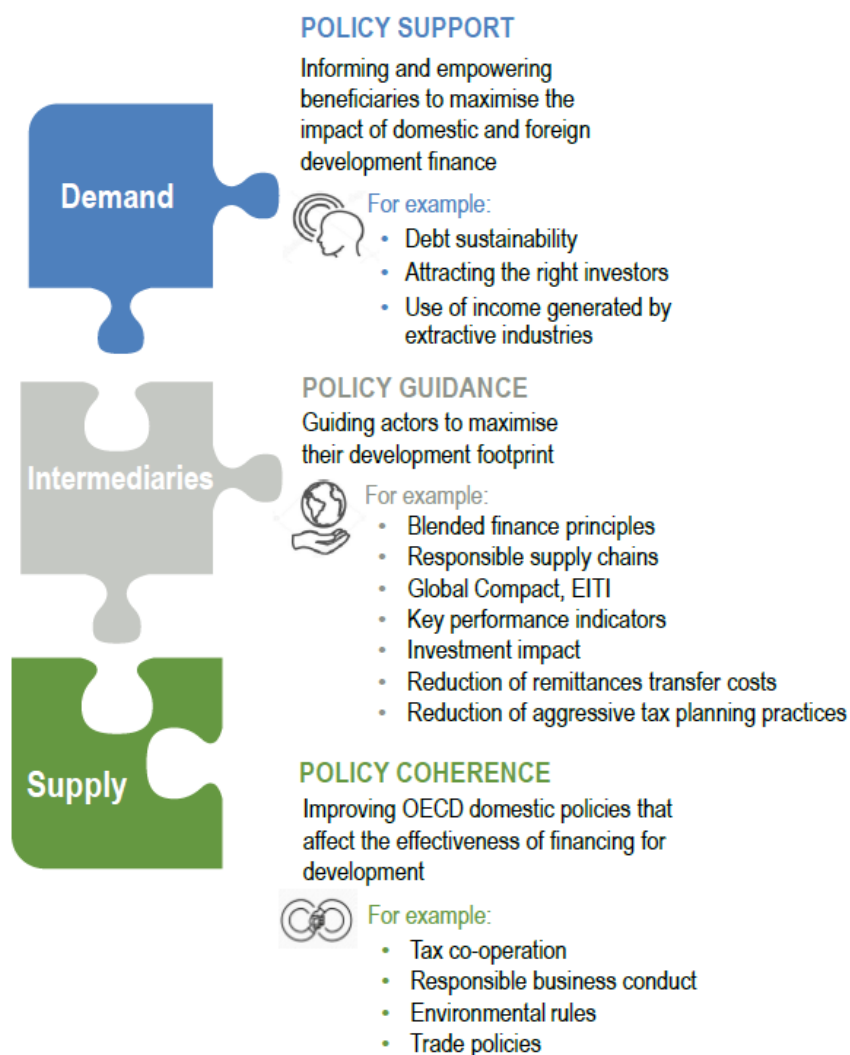 POLICY SUPPORT
Informing and empowering
beneficiaries to maximise the
impact of domestic and foreign
development finance
Demand
For example:
• Debt sustainability
• Attracting the right investors
• Use of income generated by
extractive industries
POLICY GUIDANCE
Guiding actors to maximise
their development footprint
Intermediaries
For example:
• Blended finance principles
• Responsible supply chains
• Global Compact, EITI
• Key performance indicators
• Investment impact
• Reduction of remittances transfer costs
• Reduction of aggressive tax planning practices
Supply
POLICY COHERENCE
Improving OECD domestic policies that
affect the effectiveness of financing for
development
For example:
• Tax co-operation
• Responsible business conduct
• Environmental rules
• Trade policies